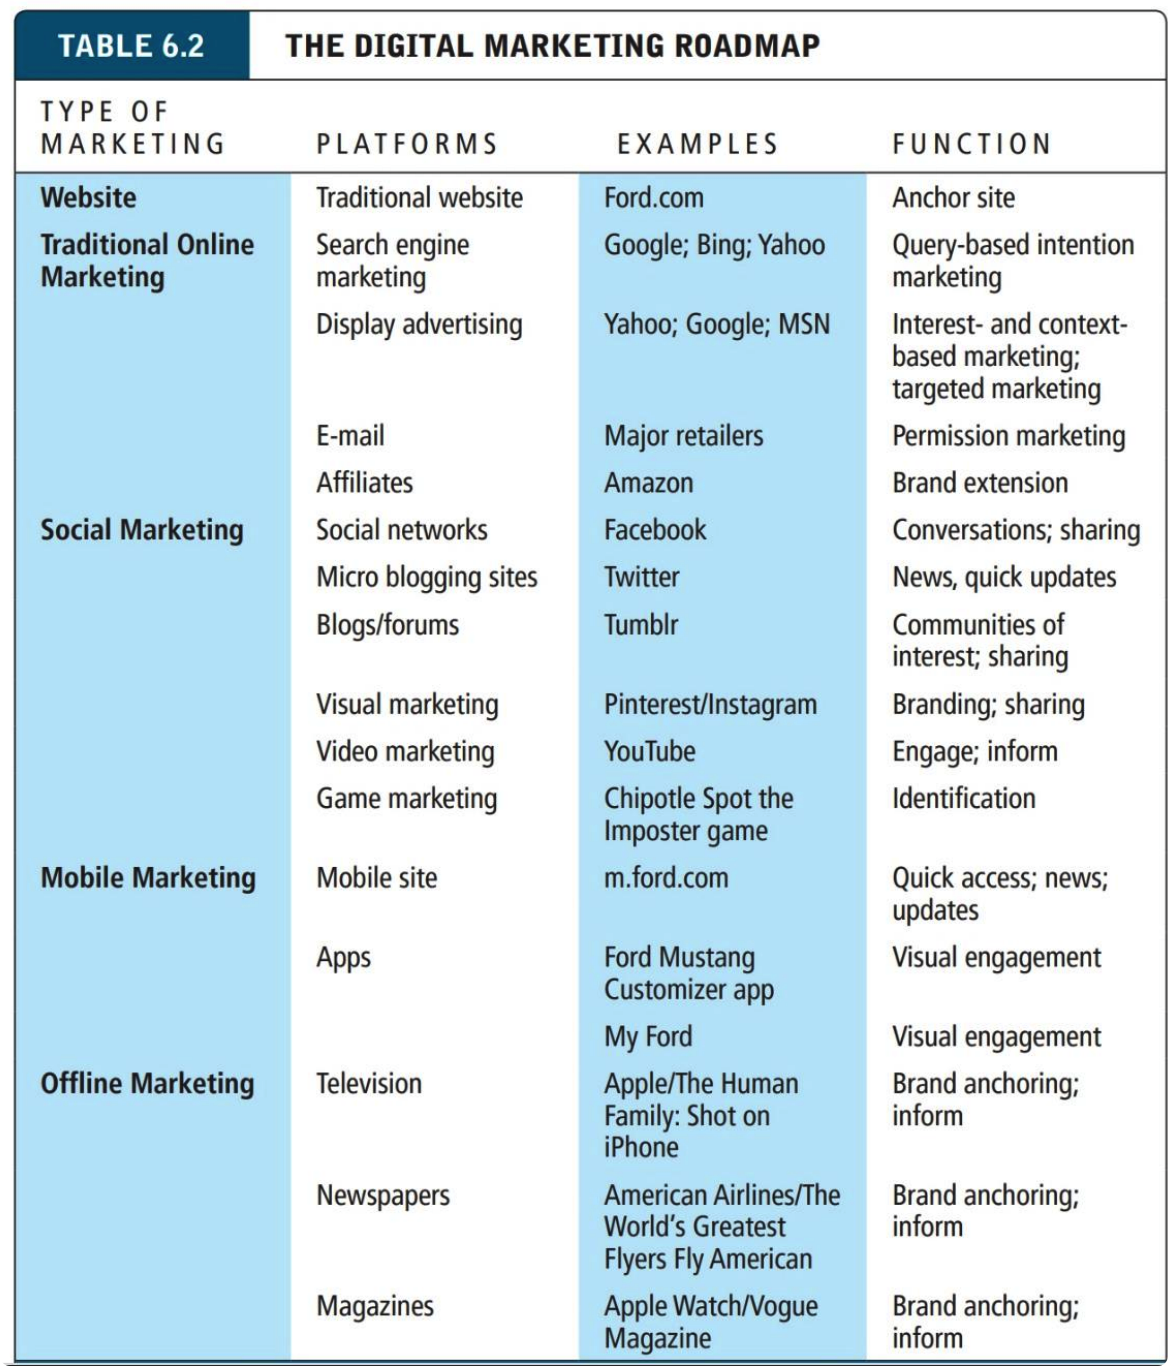 TABLE 6.2 THE DIGITAL MARKETING ROADMAP
TYPE OF
MARKETING PLATFORMS EXAMPLES FUNCTION
Website Traditional website Ford.com Anchor site
Traditional Online Search engine Google; Bing; Yahoo Query-based intention
Marketing marketing marketing
Display advertising Yahoo; Google; MSN Interest- and context-
based marketing;
targeted marketing
E-mail Major retailers Permission marketing
Affiliates Amazon Brand extension
Social Marketing Social networks Facebook Conversations; sharing
Micro blogging sites Twitter News, quick updates
Blogs/forums Tumblr Communities of
interest; sharing
Visual marketing Pinterest/Instagram Branding; sharing
Video marketing YouTube Engage; inform
Game marketing Chipotle Spot the Identification
Imposter game
Mobile Marketing Mobile site m.ford.com Quick access; news;
updates
Apps Ford Mustang Visual engagement
Customizer app
My Ford Visual engagement
Offline Marketing Television Apple/The Human Brand anchoring;
Family: Shot on inform
iPhone
Newspapers American Airlines/The Brand anchoring;
World's Greatest inform
Flyers Fly American
Magazines Apple Watch/Vogue Brand anchoring;
Magazine inform